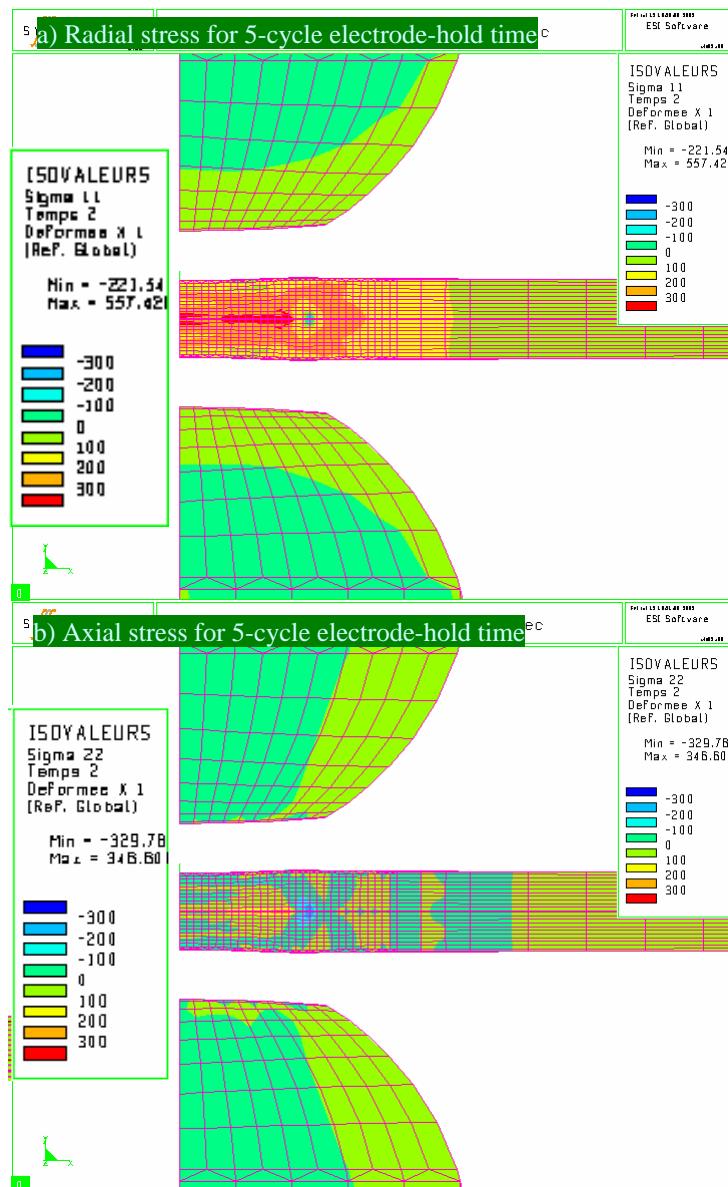 a) Radial stress for 5-cycle electrode-hold time
ESI Software
ISOVALEURS
Sigma 11
Temps 2
DeFormee X 1
(Ref. Global)
Min = -221.54
Max = 557.42
-300
-200
-100
0
100
200
300
ISOVALEURS
Sigma 11
Temps 2
DeFormee X 1
(Ref. Global)
Min = -221.54
Max = 557.420
-300
-200
-100
0
100
200
300
b) Axial stress for 5-cycle electrode-hold time
ec
ESI Software
ISOVALEURS
Sigma 22
Temps 2
DeFormee X 1
(Ref. Global)
Min = -329.78
Max = 346.60
-300
-200
-100
0
100
200
300
ISOVALEURS
Sigma 22
Temps 2
DeFormee X 1
(Ref. Global)
Min = -329.78
Max = 346.60
-300
-200
-100
0
100
200
300